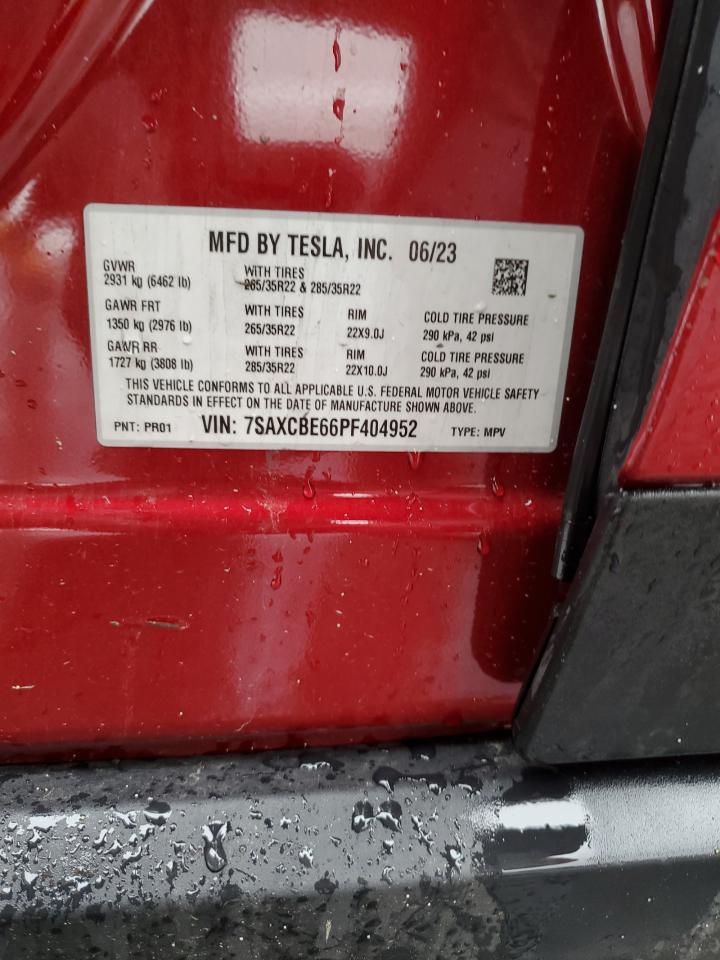 MFD BY TESLA, INC. 06/23
GVWR WITH TIRES
2931 kg (6462 lb) 265/35R22 & 285/35R22
GAWR FRT WITH TIRES RIM COLD TIRE PRESSURE
1350 kg (2976 lb) 265/35R22 22X9.0J 290 kPa, 42 psi
GAWR RR WITH TIRES RIM COLD TIRE PRESSURE
1727 kg (3808 lb) 285/35R22 22X10.0J 290 kPa, 42 psi
THIS VEHICLE CONFORMS TO ALL APPLICABLE U.S. FEDERAL MOTOR VEHICLE SAFETY
STANDARDS IN EFFECT ON THE DATE OF MANUFACTURE SHOWN ABOVE.
PNT: PR01 VIN: 7SAXCBE66PF404952 TYPE: MPV